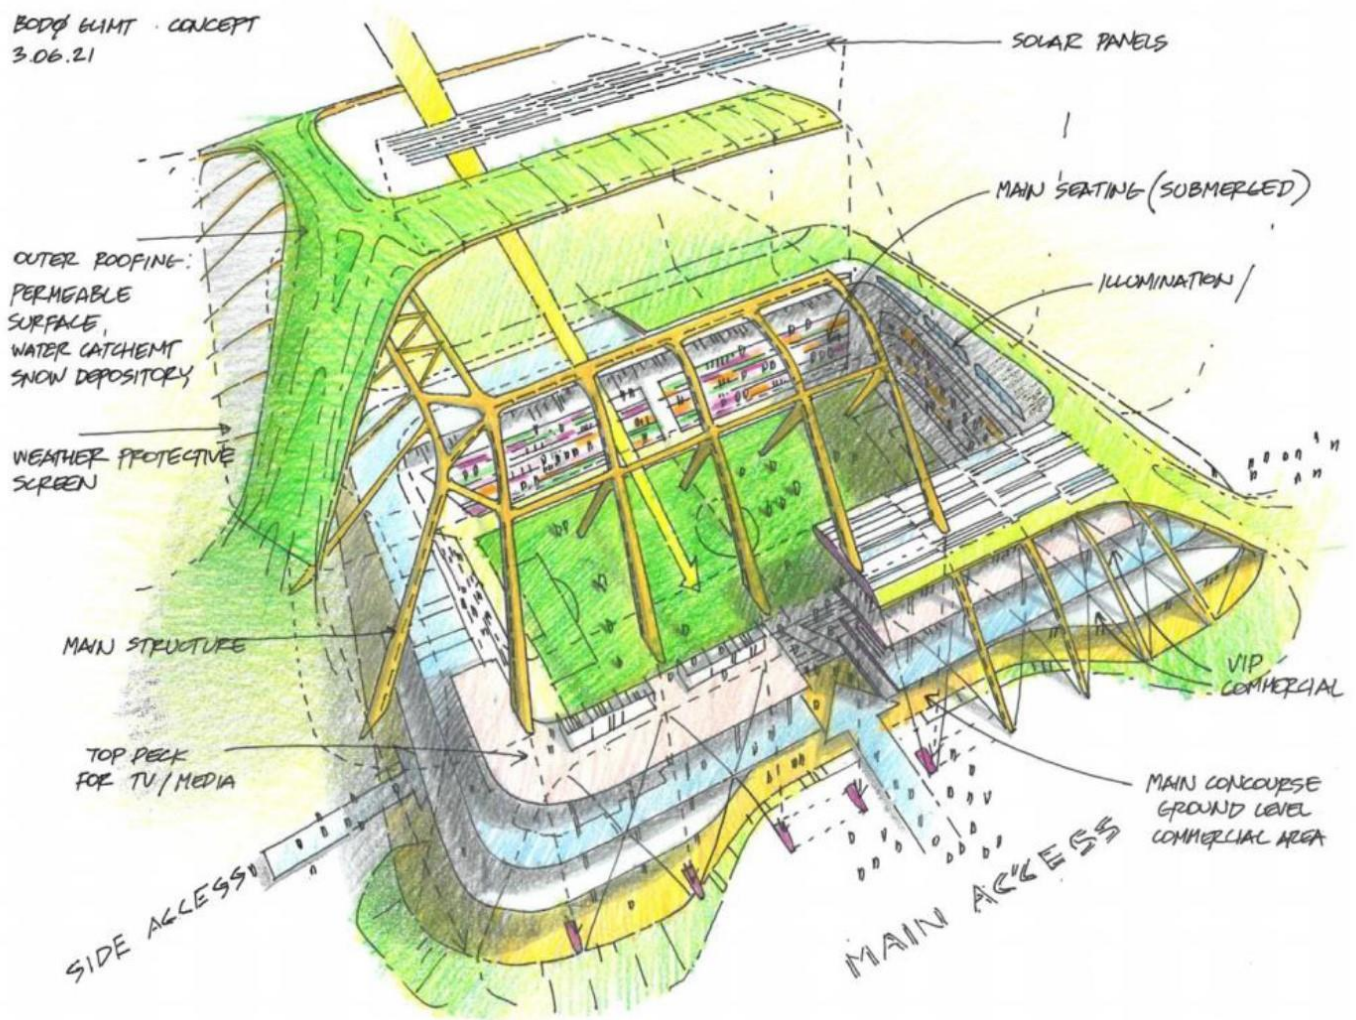 BODØ GLIMT . CONCEPT
3.06.21
SOLAR PANELS
MAIN SEATING (SUBMERGED)
ILLUMINATION /
OUTER ROOFING:
PERMEABLE
SURFACE,
WATER CATCHEMT
SNOW DEPOSITORY
WEATHER PROTECTIVE
SCREEN
MAIN STRUCTURE
TOP DECK
FOR TV / MEDIA
VIP
COMMERCIAL
MAIN CONCOURSE
GROUND LEVEL
COMMERCIAL AREA
SIDE ACCESS
MAIN ACCESS